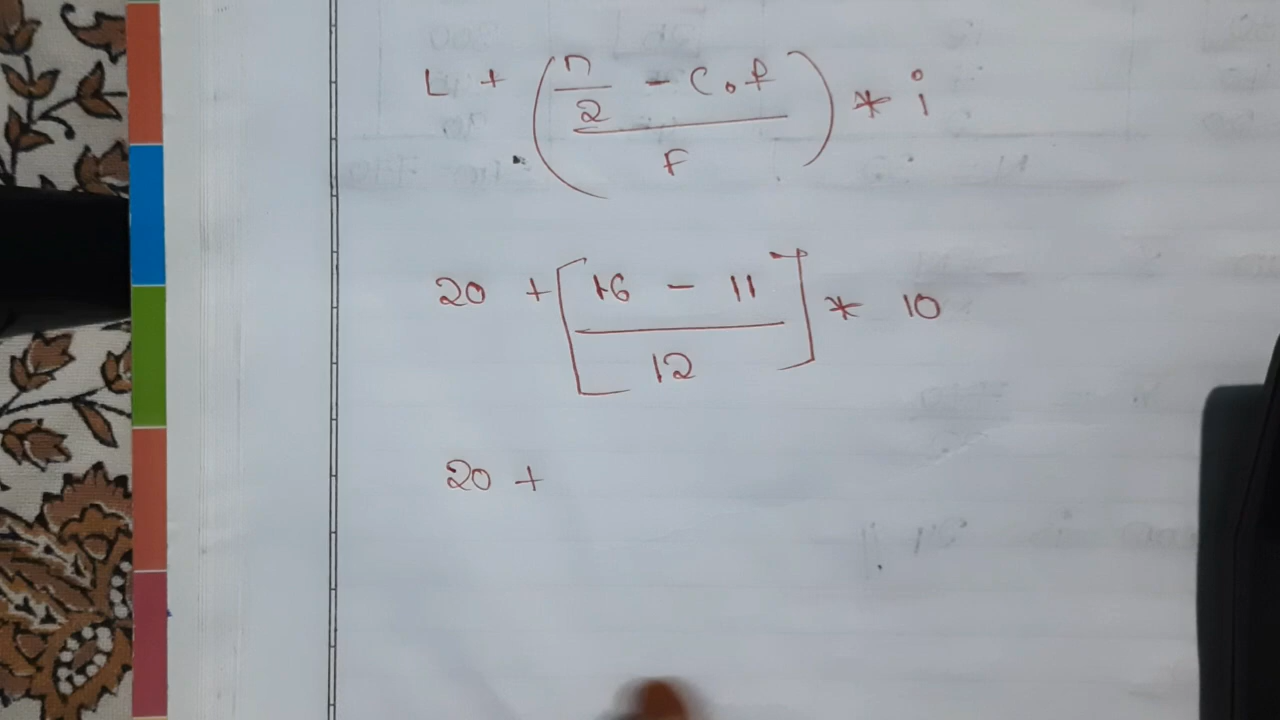 L + ( n/2 - C.f / F ) * i
20 + [ 16 - 11 / 12 ] * 10
20 +